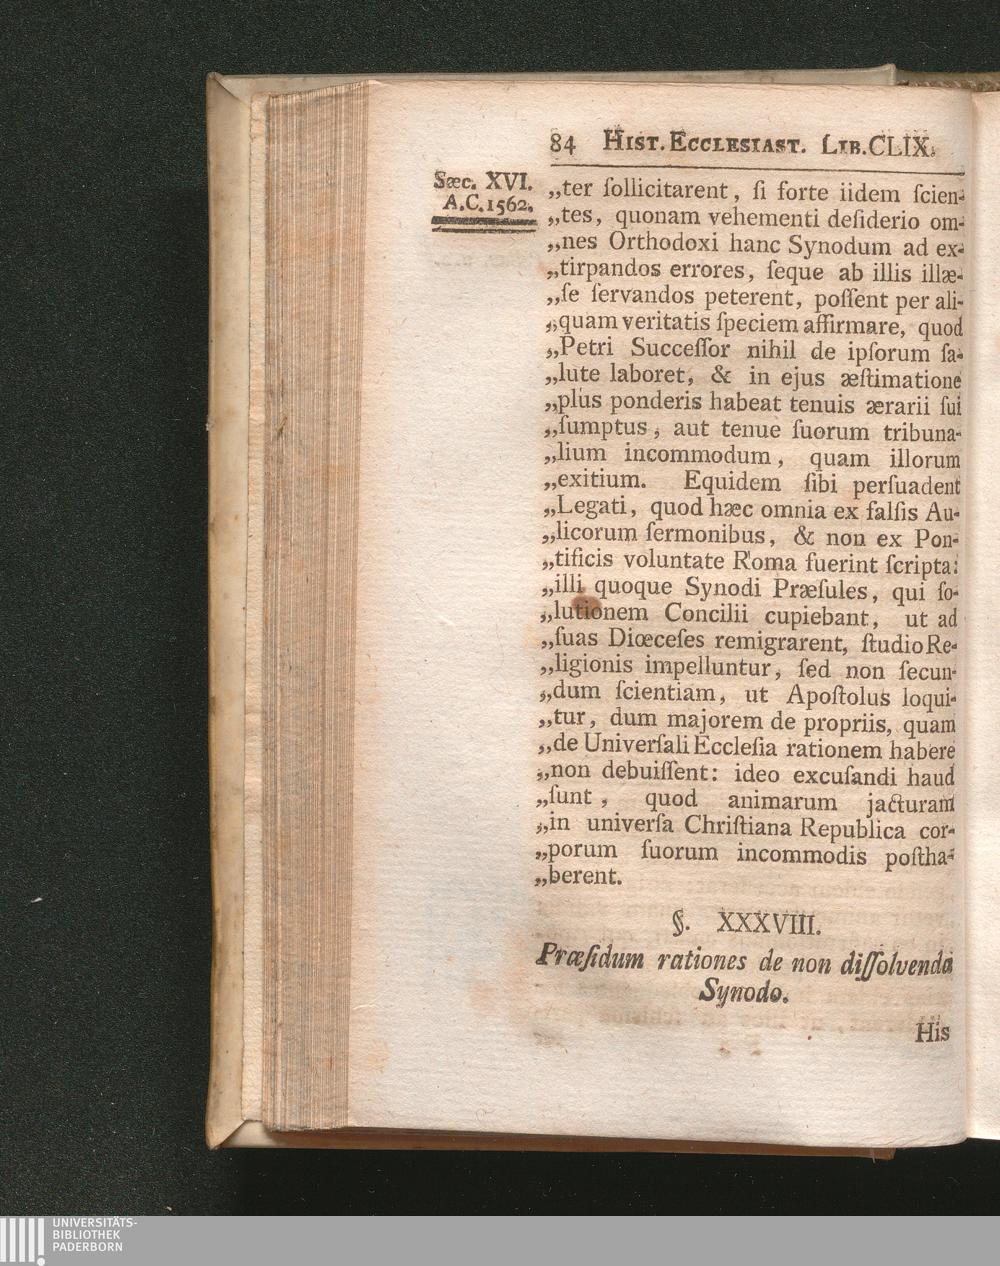 84 HIST. ECCLESIAST. LIB. CLIX.
Sæc. XVI.
A.C. 1562.
„ter ſollicitarent, ſi forte iidem ſcien-
„tes, quonam vehementi deſiderio om-
„nes Orthodoxi hanc Synodum ad ex-
„tirpandos errores, ſeque ab illis illæ-
„ſe ſervandos peterent, poſſent per ali-
„quam veritatis ſpeciem affirmare, quod
„Petri Succeſſor nihil de ipſorum ſa-
„lute laboret, & in ejus æſtimatione
„plus ponderis habeat tenuis ærarii ſui
„ſumptus, aut tenue ſuorum tribuna-
„lium incommodum, quam illorum
„exitium. Equidem ſibi perſuadent
„Legati, quod hæc omnia ex falſis Au-
„licorum ſermonibus, & non ex Pon-
„tificis voluntate Roma fuerint ſcripta:
„illi quoque Synodi Præſules, qui ſo-
„lutionem Concilii cupiebant, ut ad
„ſuas Diœceſes remigrarent, ſtudio Re-
„ligionis impelluntur, ſed non ſecun-
„dum ſcientiam, ut Apoſtolus loqui-
„tur, dum majorem de propriis, quam
„de Univerſali Eccleſia rationem habere
„non debuiſſent: ideo excuſandi haud
„ſunt, quod animarum jacturam
„in univerſa Chriſtiana Republica cor-
„porum ſuorum incommodis poſtha-
„berent.
§. XXXVIII.
Præſidum rationes de non diſſolvenda
Synodo.
His
UNIVERSITÄTS-
BIBLIOTHEK
PADERBORN